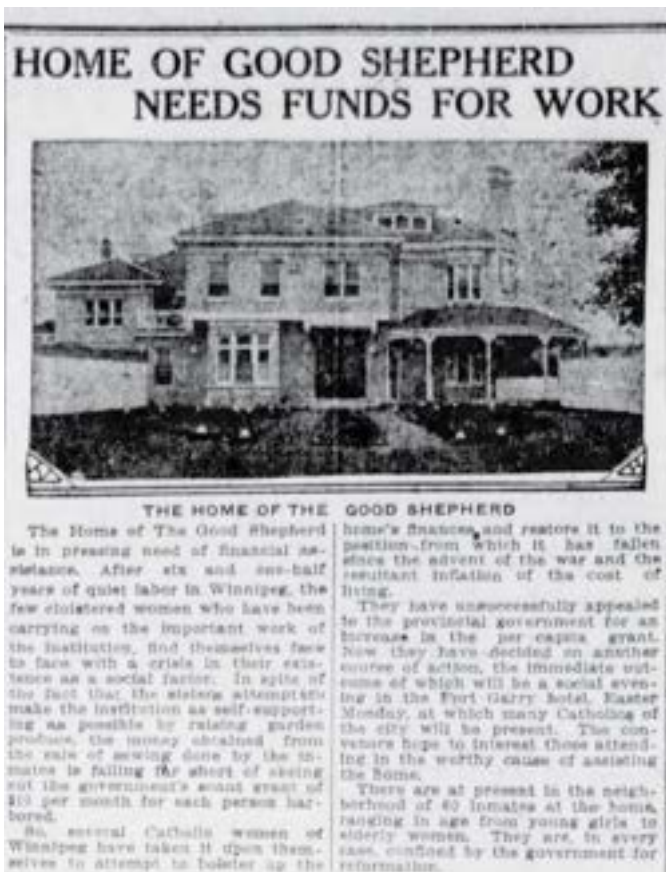 HOME OF GOOD SHEPHERD
NEEDS FUNDS FOR WORK
THE HOME OF THE GOOD SHEPHERD
The Home of The Good Shepherd
is in pressing need of financial as-
sistance. After six and one-half
years of quiet labor in Winnipeg, the
few cloistered women who have been
carrying on the important work of
the institution, find themselves face
to face with a crisis in their exis-
tence as a social factor. In spite of
the fact that the sisters attempt to
make the institution as self-support-
ing as possible by raising garden
produce, the money obtained from
the sale of sewing done by the in-
mates is falling far short of eking
out the government's scant grant of
$10 per month for each person har-
bored.
So, several Catholic women of
Winnipeg have taken it upon them-
selves to attempt to bolster up the
home's finances, and restore it to the
position from which it has fallen
since the advent of the war and the
resultant inflation of the cost of
living.
They have unsuccessfully appealed
to the provincial government for an
increase in the per capita grant.
Now they have decided on another
course of action, the immediate out-
come of which will be a social even-
ing in the Fort Garry hotel, Easter
Monday, at which many Catholics of
the city will be present. The con-
venors hope to interest those attend-
ing in the worthy cause of assisting
the home.
There are at present in the neigh-
borhood of 60 inmates at the home,
ranging in age from young girls to
elderly women. They are, in every
case, confined by the government for
reformation.